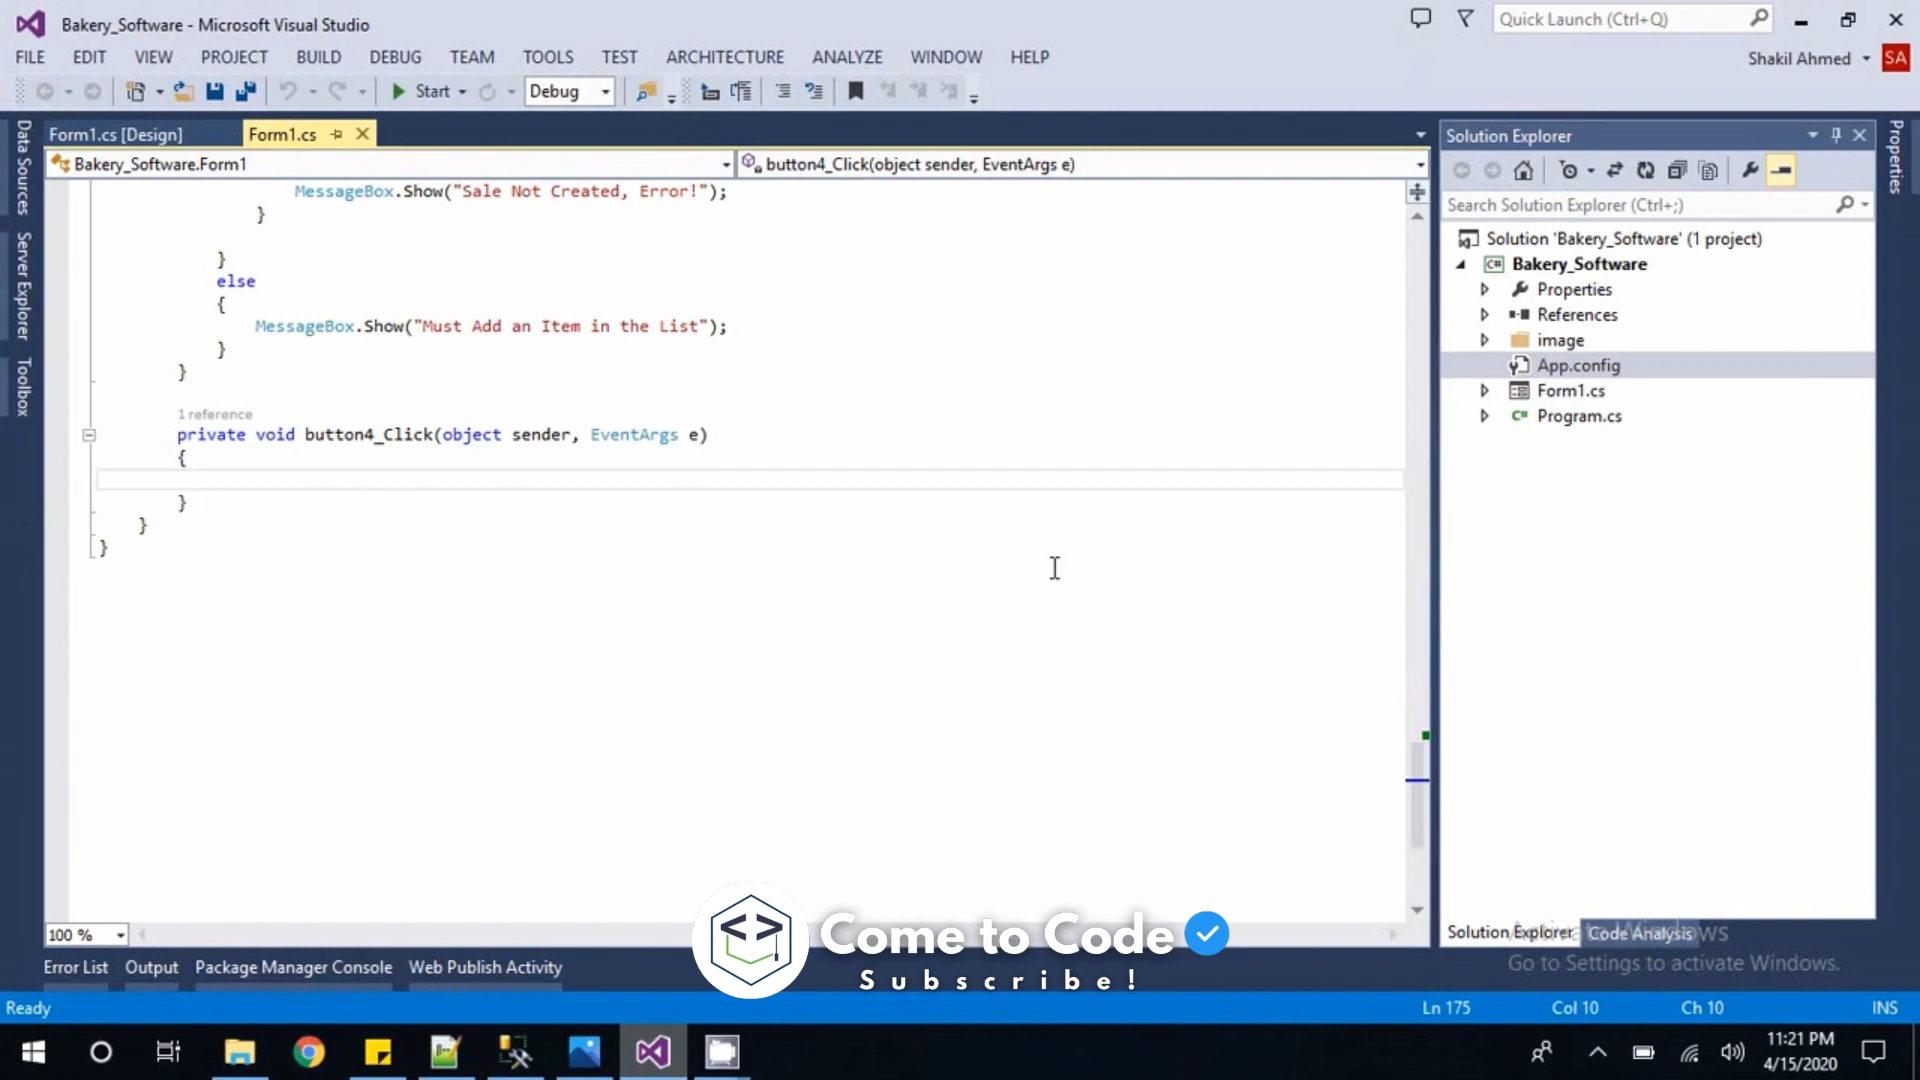 Bakery_Software - Microsoft Visual Studio
Quick Launch (Ctrl+Q)
FILE EDIT VIEW PROJECT BUILD DEBUG TEAM TOOLS TEST ARCHITECTURE ANALYZE WINDOW HELP
Shakil Ahmed SA
Start Debug
Data Sources
Server Explorer
Toolbox
Form1.cs [Design] Form1.cs
Bakery_Software.Form1 button4_Click(object sender, EventArgs e)
MessageBox.Show("Sale Not Created, Error!");
}
}
else
{
MessageBox.Show("Must Add an Item in the List");
}
}
1 reference
private void button4_Click(object sender, EventArgs e)
{
}
}
}
Solution Explorer
Search Solution Explorer (Ctrl+;)
Solution 'Bakery_Software' (1 project)
Bakery_Software
Properties
References
image
App.config
Form1.cs
Program.cs
Properties
100 %
Solution Explorer Code Analysis
Activate Windows
Go to Settings to activate Windows.
Come to Code
Subscribe!
Error List Output Package Manager Console Web Publish Activity
Ready Ln 175 Col 10 Ch 10 INS
11:21 PM
4/15/2020